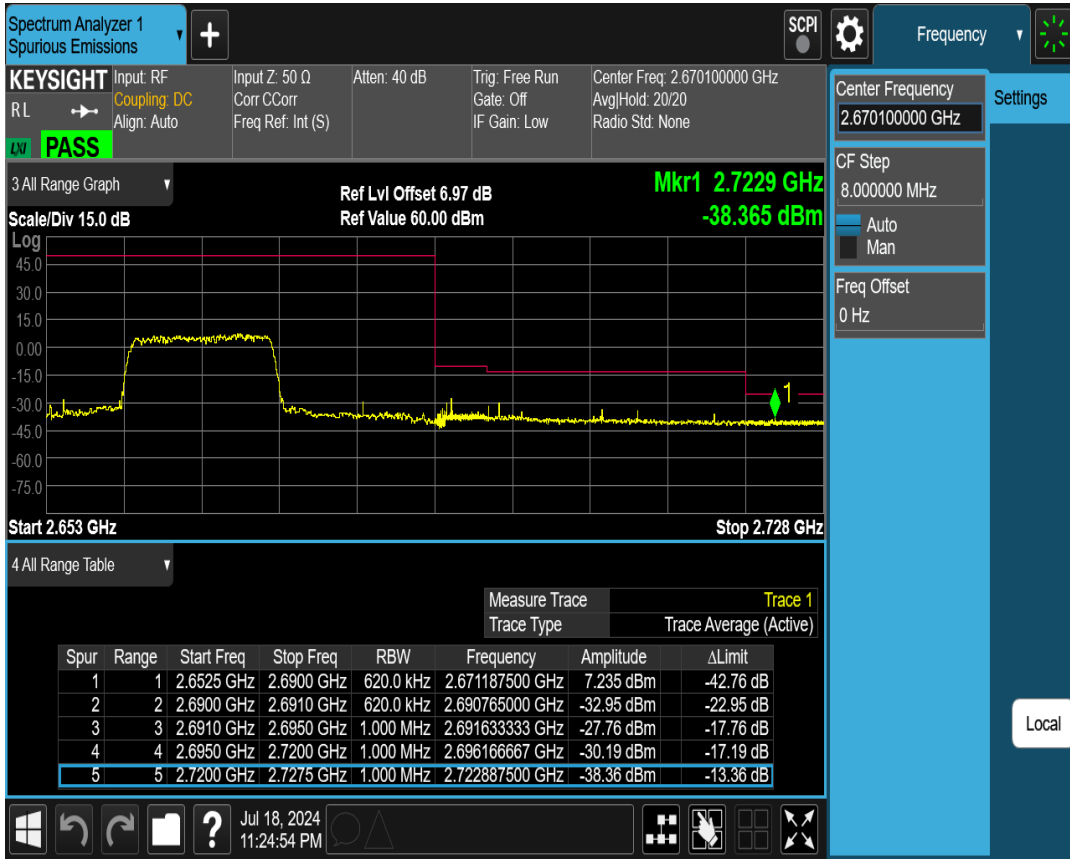 Spectrum Analyzer 1
Spurious Emissions
+
SCPI
Frequency
KEYSIGHT
RL
LXI
PASS
Input: RF
Coupling: DC
Align: Auto
Input Z: 50 Ω
Corr CCorr
Freq Ref: Int (S)
Atten: 40 dB
Trig: Free Run
Gate: Off
IF Gain: Low
Center Freq: 2.670100000 GHz
Avg|Hold: 20/20
Radio Std: None
Center Frequency
2.670100000 GHz
Settings
CF Step
8.000000 MHz
Auto
Man
Freq Offset
0 Hz
Local
3 All Range Graph
Scale/Div 15.0 dB
Ref Lvl Offset 6.97 dB
Ref Value 60.00 dBm
Mkr1 2.7229 GHz
-38.365 dBm
Log
45.0
30.0
15.0
0.00
-15.0
-30.0
-45.0
-60.0
-75.0
1
Start 2.653 GHz
Stop 2.728 GHz
4 All Range Table
Measure Trace Trace 1
Trace Type Trace Average (Active)
Spur Range Start Freq Stop Freq RBW Frequency Amplitude ΔLimit
1 1 2.6525 GHz 2.6900 GHz 620.0 kHz 2.671187500 GHz 7.235 dBm -42.76 dB
2 2 2.6900 GHz 2.6910 GHz 620.0 kHz 2.690765000 GHz -32.95 dBm -22.95 dB
3 3 2.6910 GHz 2.6950 GHz 1.000 MHz 2.691633333 GHz -27.76 dBm -17.76 dB
4 4 2.6950 GHz 2.7200 GHz 1.000 MHz 2.696166667 GHz -30.19 dBm -17.19 dB
5 5 2.7200 GHz 2.7275 GHz 1.000 MHz 2.722887500 GHz -38.36 dBm -13.36 dB
?
Jul 18, 2024
11:24:54 PM